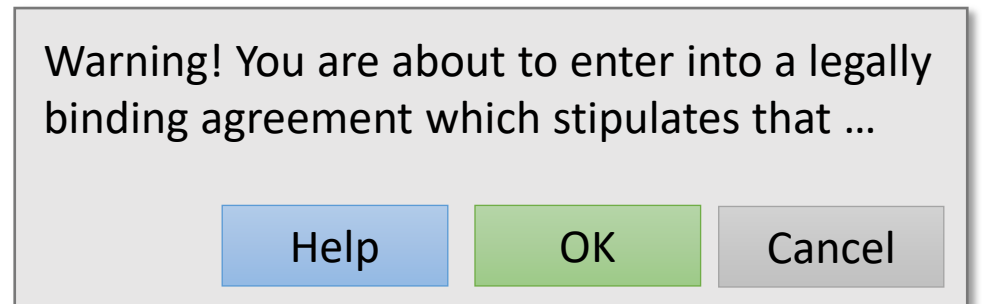 Warning! You are about to enter into a legally
binding agreement which stipulates that ...
Help OK Cancel